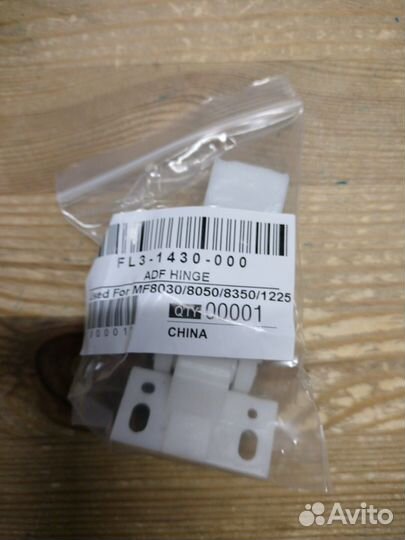 FL3-1430-000
ADF HINGE
Used For MF8030/8050/8350/1225
QTY 00001
CHINA
Avito